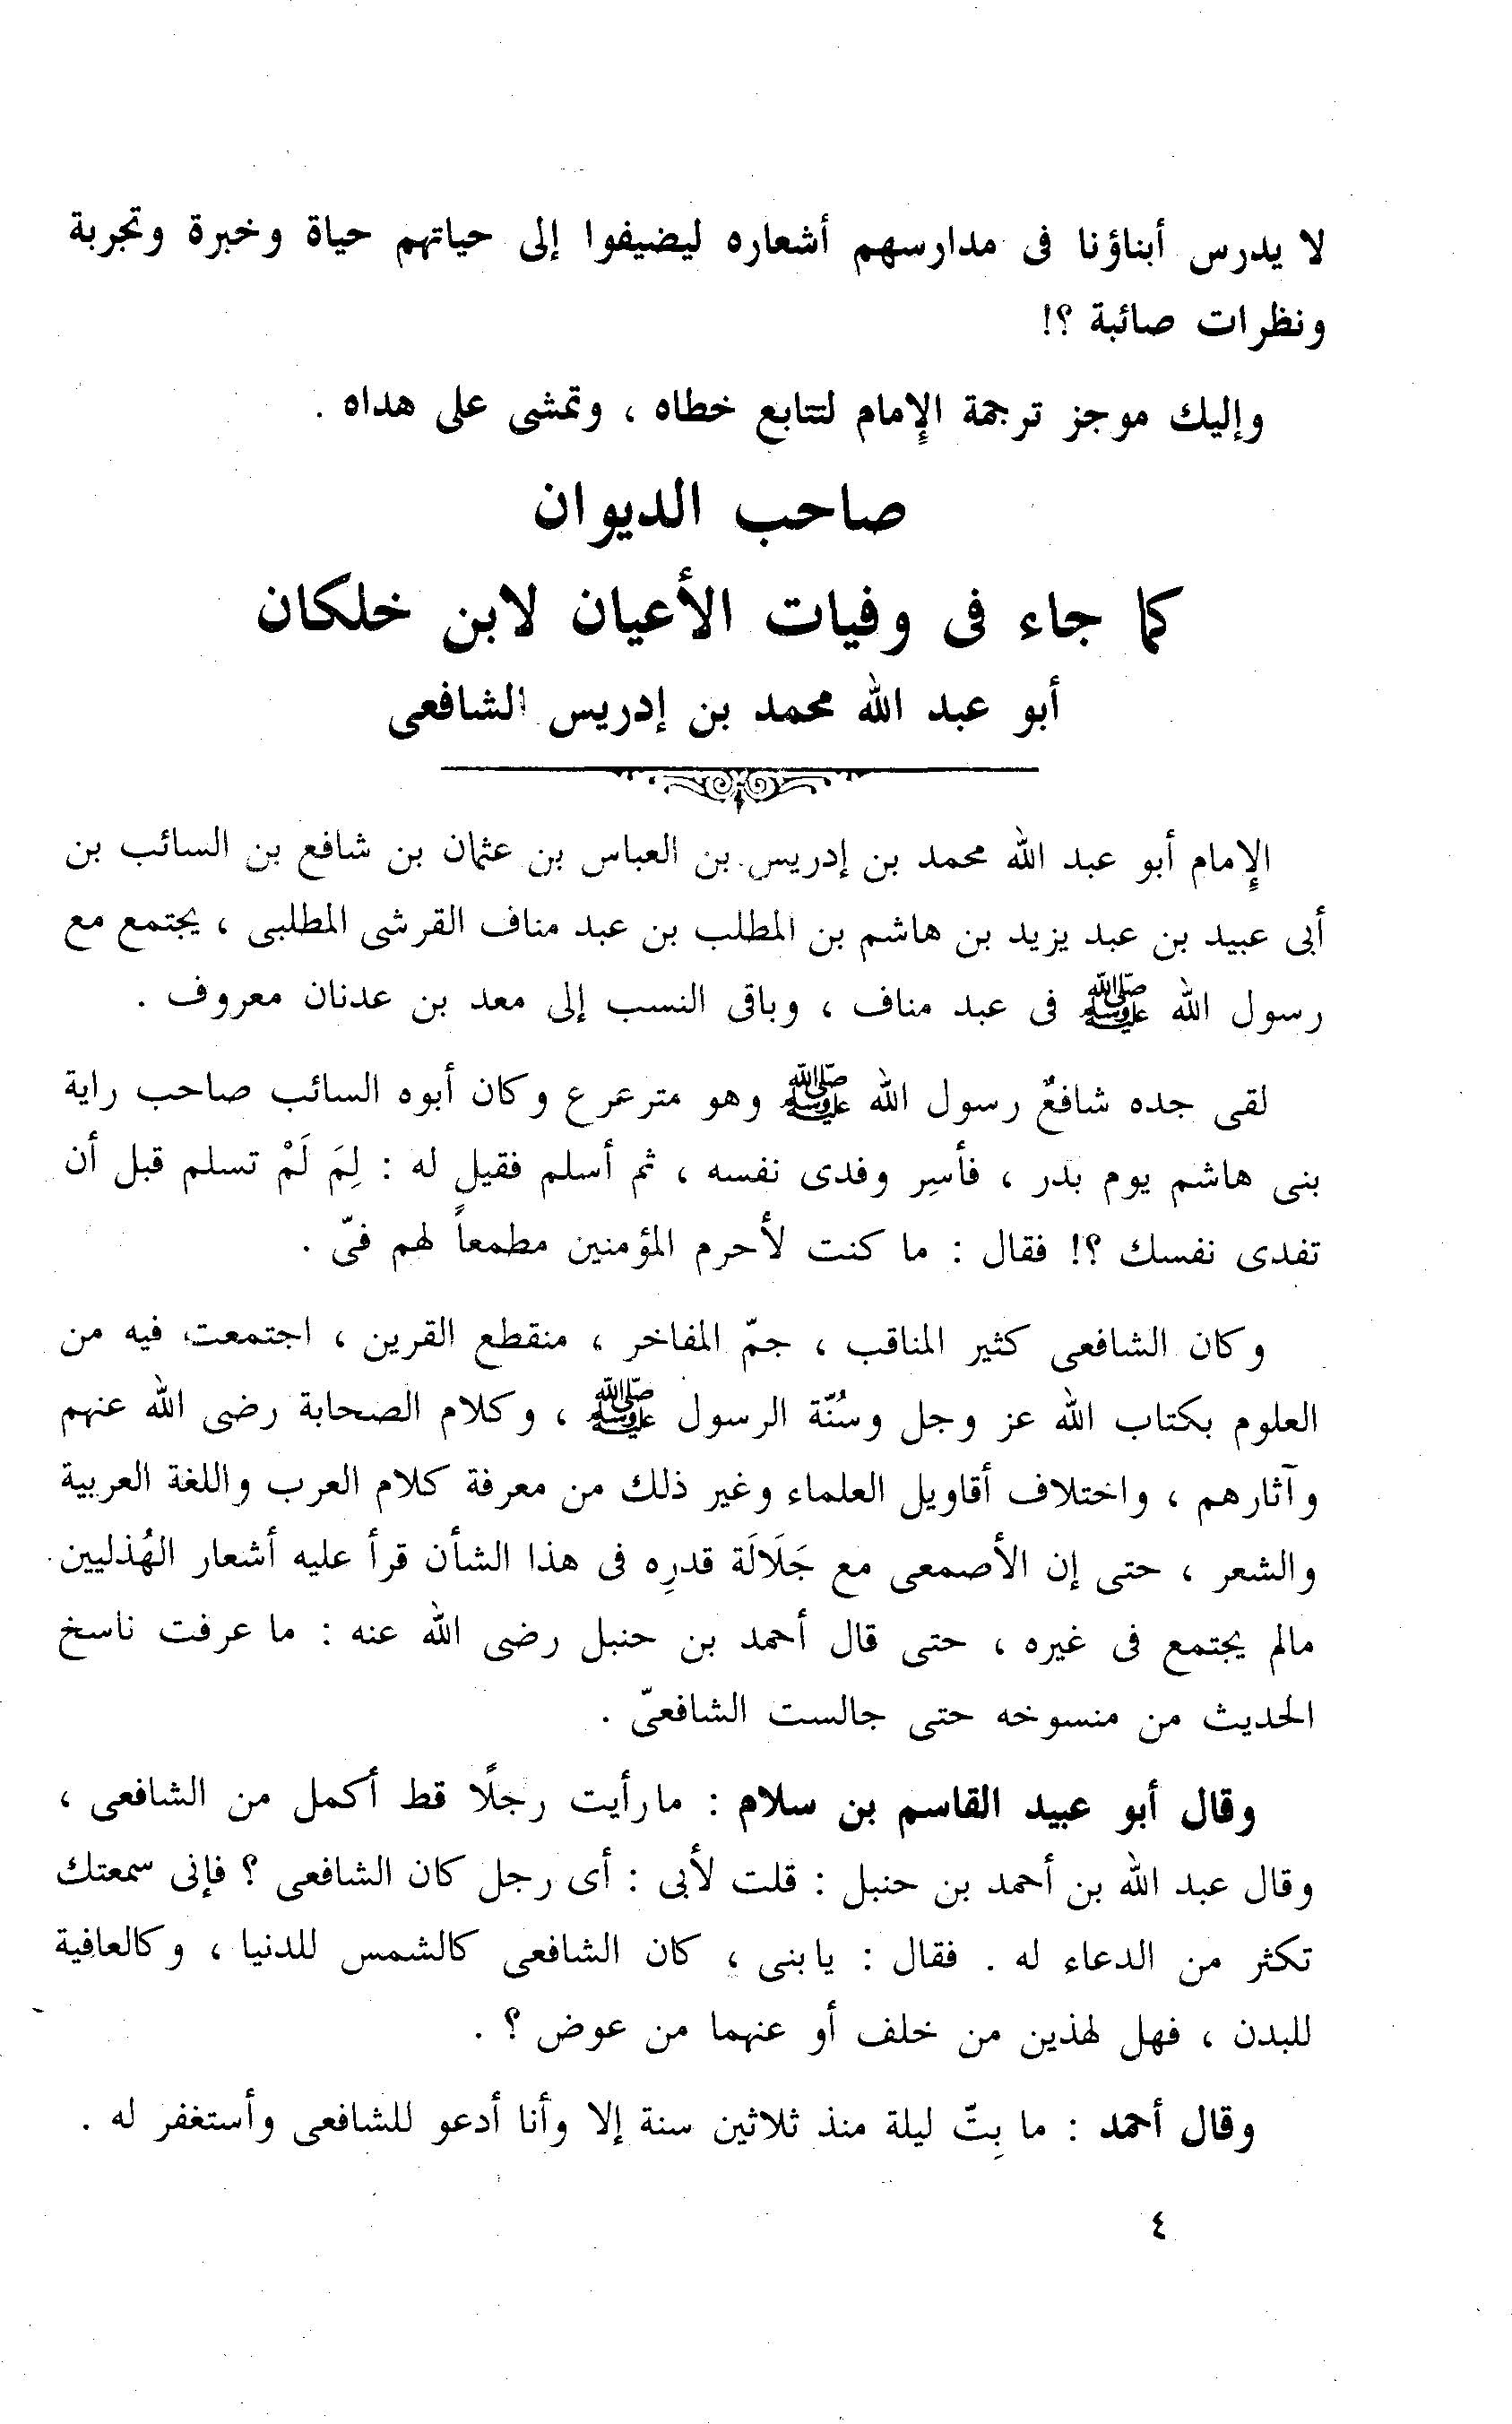 لا يدرس أبناؤنا فى مدارسهم أشعاره ليضيفوا إلى حياتهم حياة وخبرة وتجربة
ونظرات صائبة ؟!
وإليك موجز ترجمة الإمام لتتابع خطاه ، وتمشى على هداه .
صاحب الديوان
كما جاء فى وفيات الأعيان لابن خلكان
أبو عبد الله محمد بن إدريس الشافعى
الإمام أبو عبد الله محمد بن إدريس بن العباس بن عثمان بن شافع بن السائب بن
أبى عبيد بن عبد يزيد بن هاشم بن المطلب بن عبد مناف القرشى المطلبى ، يجتمع مع
رسول الله ﷺ فى عبد مناف ، وباقى النسب إلى معد بن عدنان معروف .
لقى جده شافعٌ رسول الله ﷺ وهو مترعرع وكان أبوه السائب صاحب راية
بنى هاشم يوم بدر ، فأسِر وفدى نفسه ، ثم أسلم فقيل له : لِمَ لَمْ تسلم قبل أن
تفدى نفسك ؟! فقال : ما كنت لأحرم المؤمنين مطمعاً لهم فىّ .
وكان الشافعى كثير المناقب ، جمّ المفاخر ، منقطع القرين ، اجتمعت فيه من
العلوم بكتاب الله عز وجل وسُنّة الرسول ﷺ ، وكلام الصحابة رضى الله عنهم
وآثارهم ، واختلاف أقاويل العلماء وغير ذلك من معرفة كلام العرب واللغة العربية
والشعر ، حتى إن الأصمعى مع جَلَالَة قدرِه فى هذا الشأن قرأ عليه أشعار الهُذليين
مالم يجتمع فى غيره ، حتى قال أحمد بن حنبل رضى الله عنه : ما عرفت ناسخ
الحديث من منسوخه حتى جالست الشافعىّ .
وقال أبو عبيد القاسم بن سلام : مارأيت رجلًا قط أكمل من الشافعى ،
وقال عبد الله بن أحمد بن حنبل : قلت لأبى : أى رجل كان الشافعى ؟ فإنى سمعتك
تكثر من الدعاء له . فقال : يابنى ، كان الشافعى كالشمس للدنيا ، وكالعافية
للبدن ، فهل لهذين من خلف أو عنهما من عوض ؟ .
وقال أحمد : ما بِتّ ليلة منذ ثلاثين سنة إلا وأنا أدعو للشافعى وأستغفر له .
٤